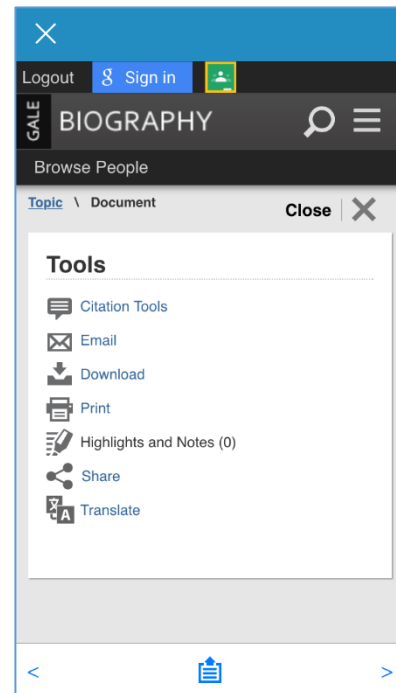 Logout g Sign in
GALE BIOGRAPHY
Browse People
Topic \ Document
Close
Tools
Citation Tools
Email
Download
Print
Highlights and Notes (0)
Share
A Translate
< >